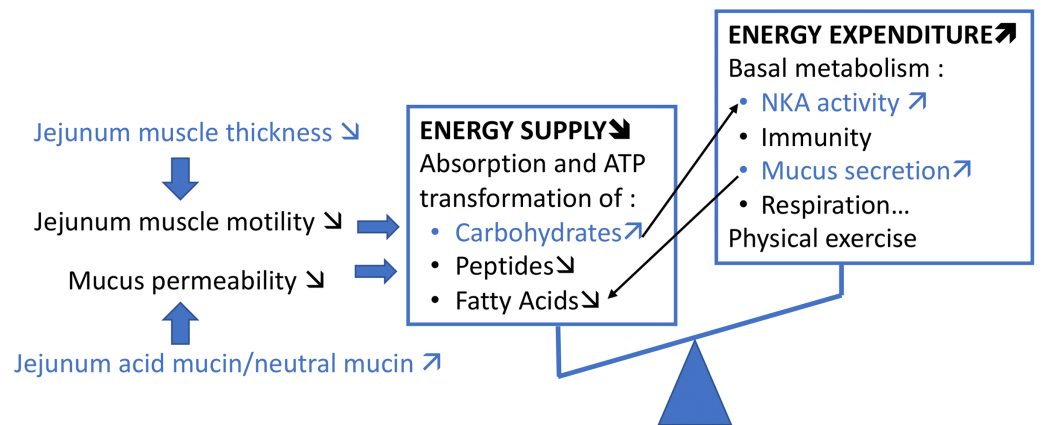 Jejunum muscle thickness ↘
Jejunum muscle motility ↘
Mucus permeability ↘
Jejunum acid mucin/neutral mucin ↗
ENERGY SUPPLY↘
Absorption and ATP
transformation of :
• Carbohydrates↗
• Peptides↘
• Fatty Acids↘
ENERGY EXPENDITURE↗
Basal metabolism :
• NKA activity ↗
• Immunity
• Mucus secretion↗
• Respiration...
Physical exercise